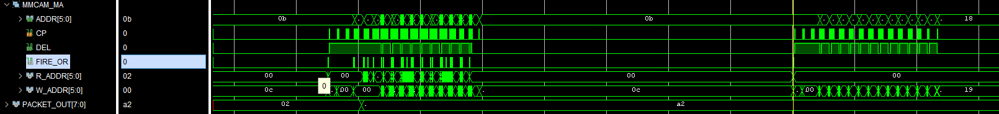 MMCAM_MA
ADDR[5:0] 0b 0b 0b 18
CP 0
DEL 0
FIRE_OR 0
R_ADDR[5:0] 02 00 00 00 00
0
W_ADDR[5:0] 00 0c 00 00 0c 00 19
PACKET_OUT[7:0] a2 02 a2